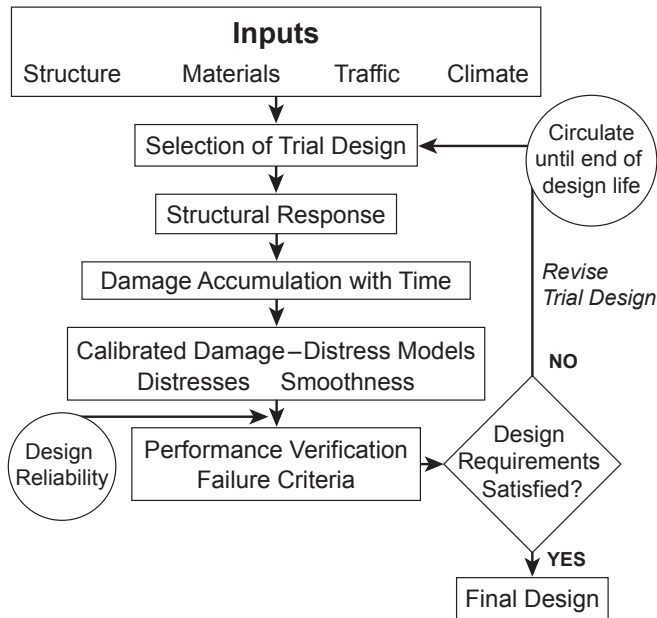 Inputs
Structure Materials Traffic Climate
Selection of Trial Design
Circulate
until end of
design life
Structural Response
Damage Accumulation with Time
Revise
Trial Design
Calibrated Damage–Distress Models
Distresses Smoothness
NO
Design
Reliability
Performance Verification
Failure Criteria
Design
Requirements
Satisfied?
YES
Final Design